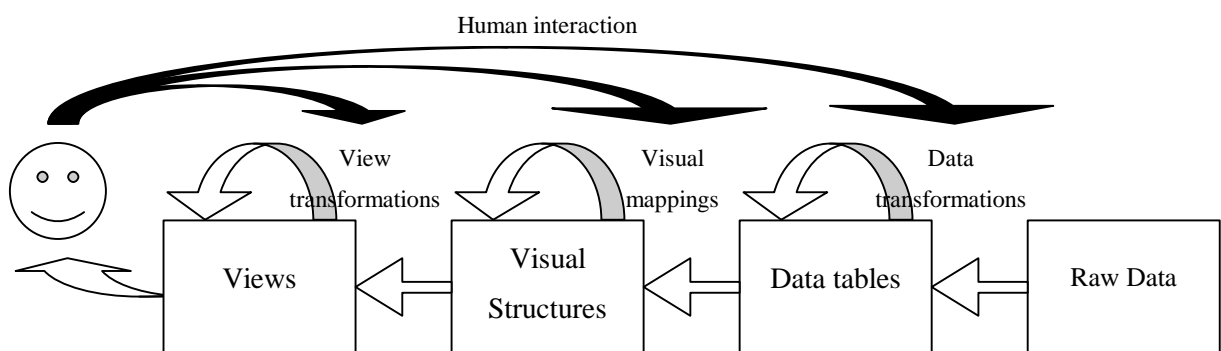 Human interaction
View
transformations
Visual
mappings
Data
transformations
Views
Visual
Structures
Data tables
Raw Data